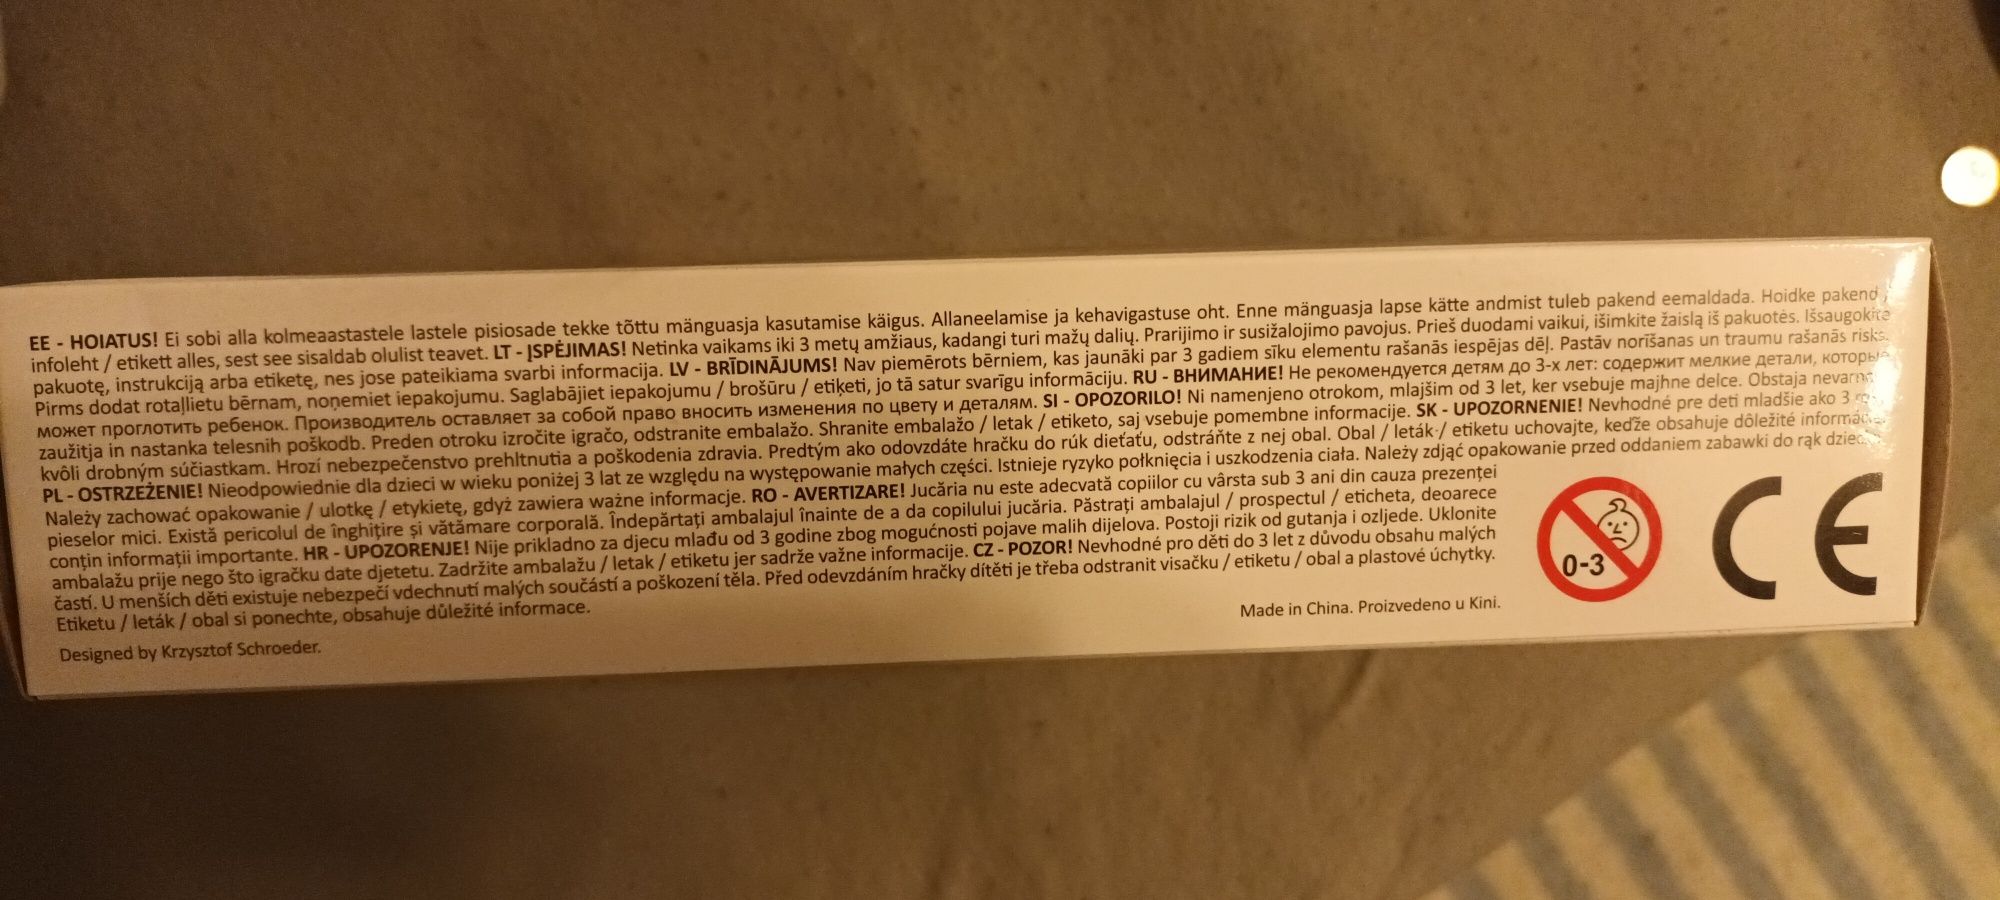 EE - HOIATUS! Ei sobi alla kolmeaastastele lastele pisiosade tekke tõttu mänguasja kasutamise käigus. Allaneelamise ja kehavigastuse oht. Enne mänguasja lapse kätte andmist tuleb pakend eemaldada. Hoidke pakend /
infoleht / etikett alles, sest see sisaldab olulist teavet. LT - ĮSPĖJIMAS! Netinka vaikams iki 3 metų amžiaus, kadangi turi mažų dalių. Prarijimo ir susižalojimo pavojus. Prieš duodami vaikui, išimkite žaislą iš pakuotės. Išsaugokite
pakuotę, instrukciją arba etiketę, nes jose pateikiama svarbi informacija. LV - BRĪDINĀJUMS! Nav piemērots bērniem, kas jaunāki par 3 gadiem sīku elementu rašanās iespējas dēļ. Pastāv norīšanas un traumu rašanās risks.
Pirms dodat rotaļlietu bērnam, noņemiet iepakojumu. Saglabājiet iepakojumu / brošūru / etiķeti, jo tā satur svarīgu informāciju. RU - ВНИМАНИЕ! Не рекомендуется детям до 3-х лет: содержит мелкие детали, которые
может проглотить ребенок. Производитель оставляет за собой право вносить изменения по цвету и деталям. SI - OPOZORILO! Ni namenjeno otrokom, mlajšim od 3 let, ker vsebuje majhne delce. Obstaja nevarnost
zaužitja in nastanka telesnih poškodb. Preden otroku izročite igračo, odstranite embalažo. Shranite embalažo / letak / etiketo, saj vsebuje pomembne informacije. SK - UPOZORNENIE! Nevhodné pre deti mladšie ako 3
kvôli drobným súčiastkam. Hrozí nebezpečenstvo prehltnutia a poškodenia zdravia. Predtým ako odovzdáte hračku do rúk dieťaťu, odstráňte z nej obal. Obal / leták / etiketu uchovajte, keďže obsahuje dôležité informácie.
PL - OSTRZEŻENIE! Nieodpowiednie dla dzieci w wieku poniżej 3 lat ze względu na występowanie małych części. Istnieje ryzyko połknięcia i uszkodzenia ciała. Należy zdjąć opakowanie przed oddaniem zabawki do rąk dziecka.
Należy zachować opakowanie / ulotkę / etykietę, gdyż zawiera ważne informacje. RO - AVERTIZARE! Jucăria nu este adecvată copiilor cu vârsta sub 3 ani din cauza prezenței
pieselor mici. Există pericolul de înghițire și vătămare corporală. Îndepărtați ambalajul înainte de a da copilului jucăria. Păstrați ambalajul / prospectul / eticheta, deoarece
conțin informații importante. HR - UPOZORENJE! Nije prikladno za djecu mlađu od 3 godine zbog mogućnosti pojave malih dijelova. Postoji rizik od gutanja i ozljede. Uklonite
ambalažu prije nego što igračku date djetetu. Zadržite ambalažu / letak / etiketu jer sadrže važne informacije. CZ - POZOR! Nevhodné pro děti do 3 let z důvodu obsahu malých
částí. U menších dětí existuje nebezpečí vdechnutí malých součástí a poškození těla. Před odevzdáním hračky dítěti je třeba odstranit visačku / etiketu / obal a plastové úchytky.
Etiketu / leták / obal si ponechte, obsahuje důležité informace.
Made in China. Proizvedeno u Kini.
Designed by Krzysztof Schroeder.
0-3
CE